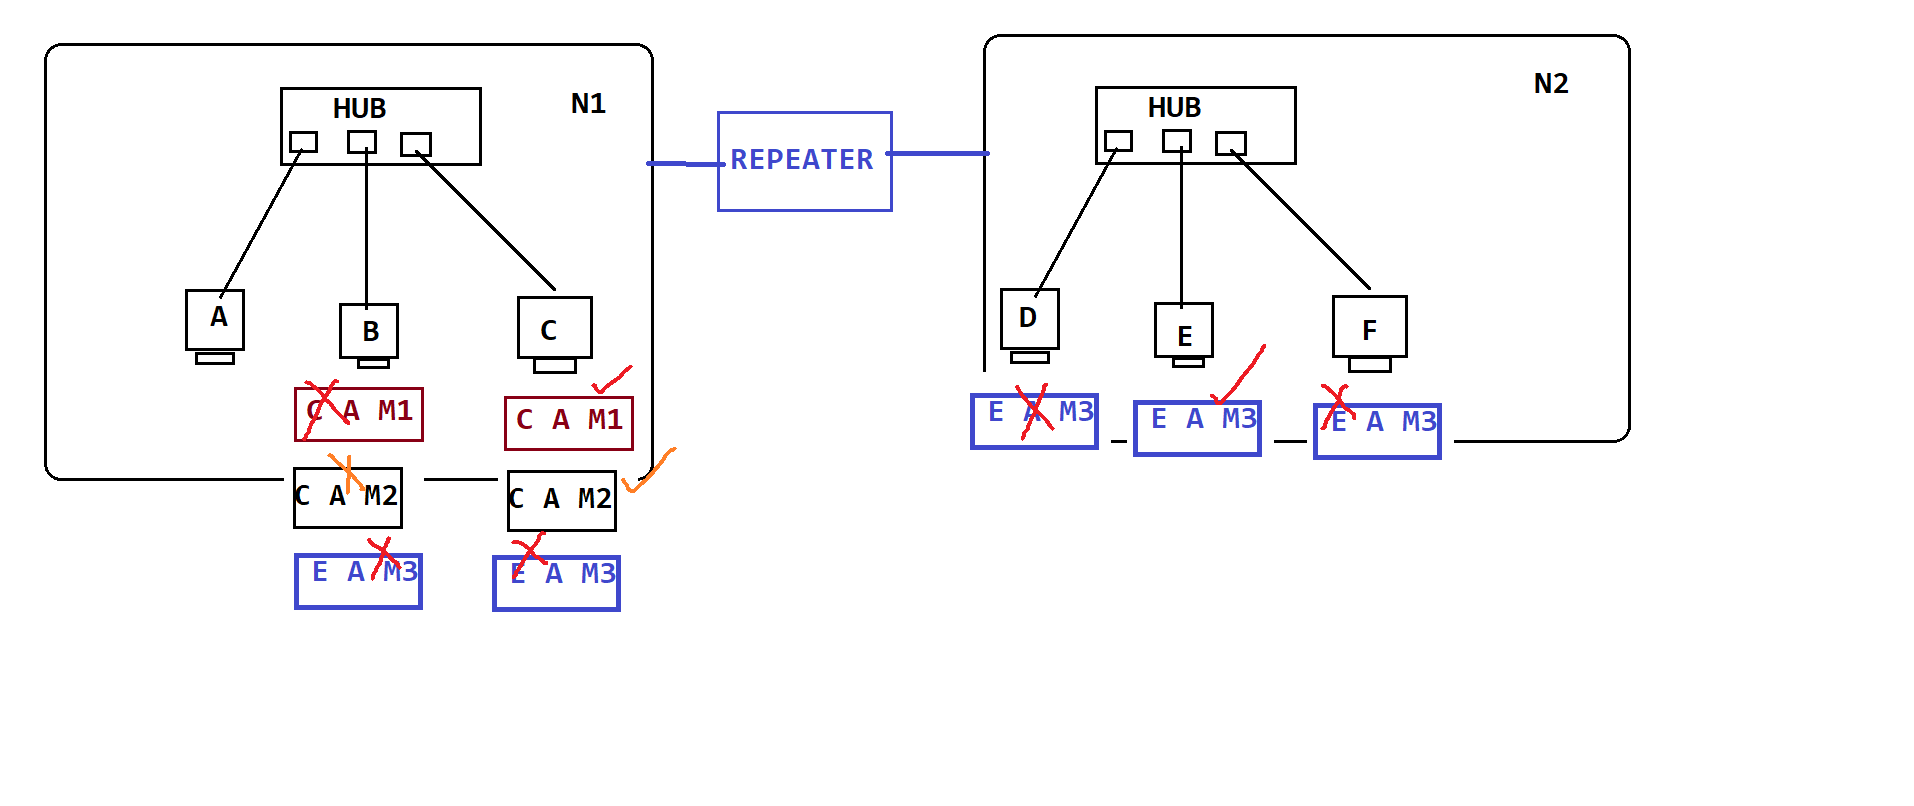 HUB
N1
A
B
C
C A M1
C A M1
C A M2
C A M2
E A M3
E A M3
REPEATER
HUB
N2
D
E
F
E A M3
E A M3
E A M3